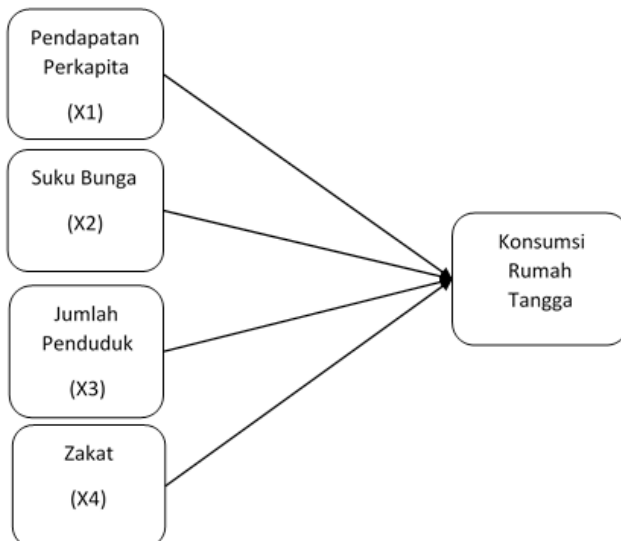 Pendapatan
Perkapita
(X1)
Suku Bunga
(X2)
Jumlah
Penduduk
(X3)
Zakat
(X4)
Konsumsi
Rumah
Tangga